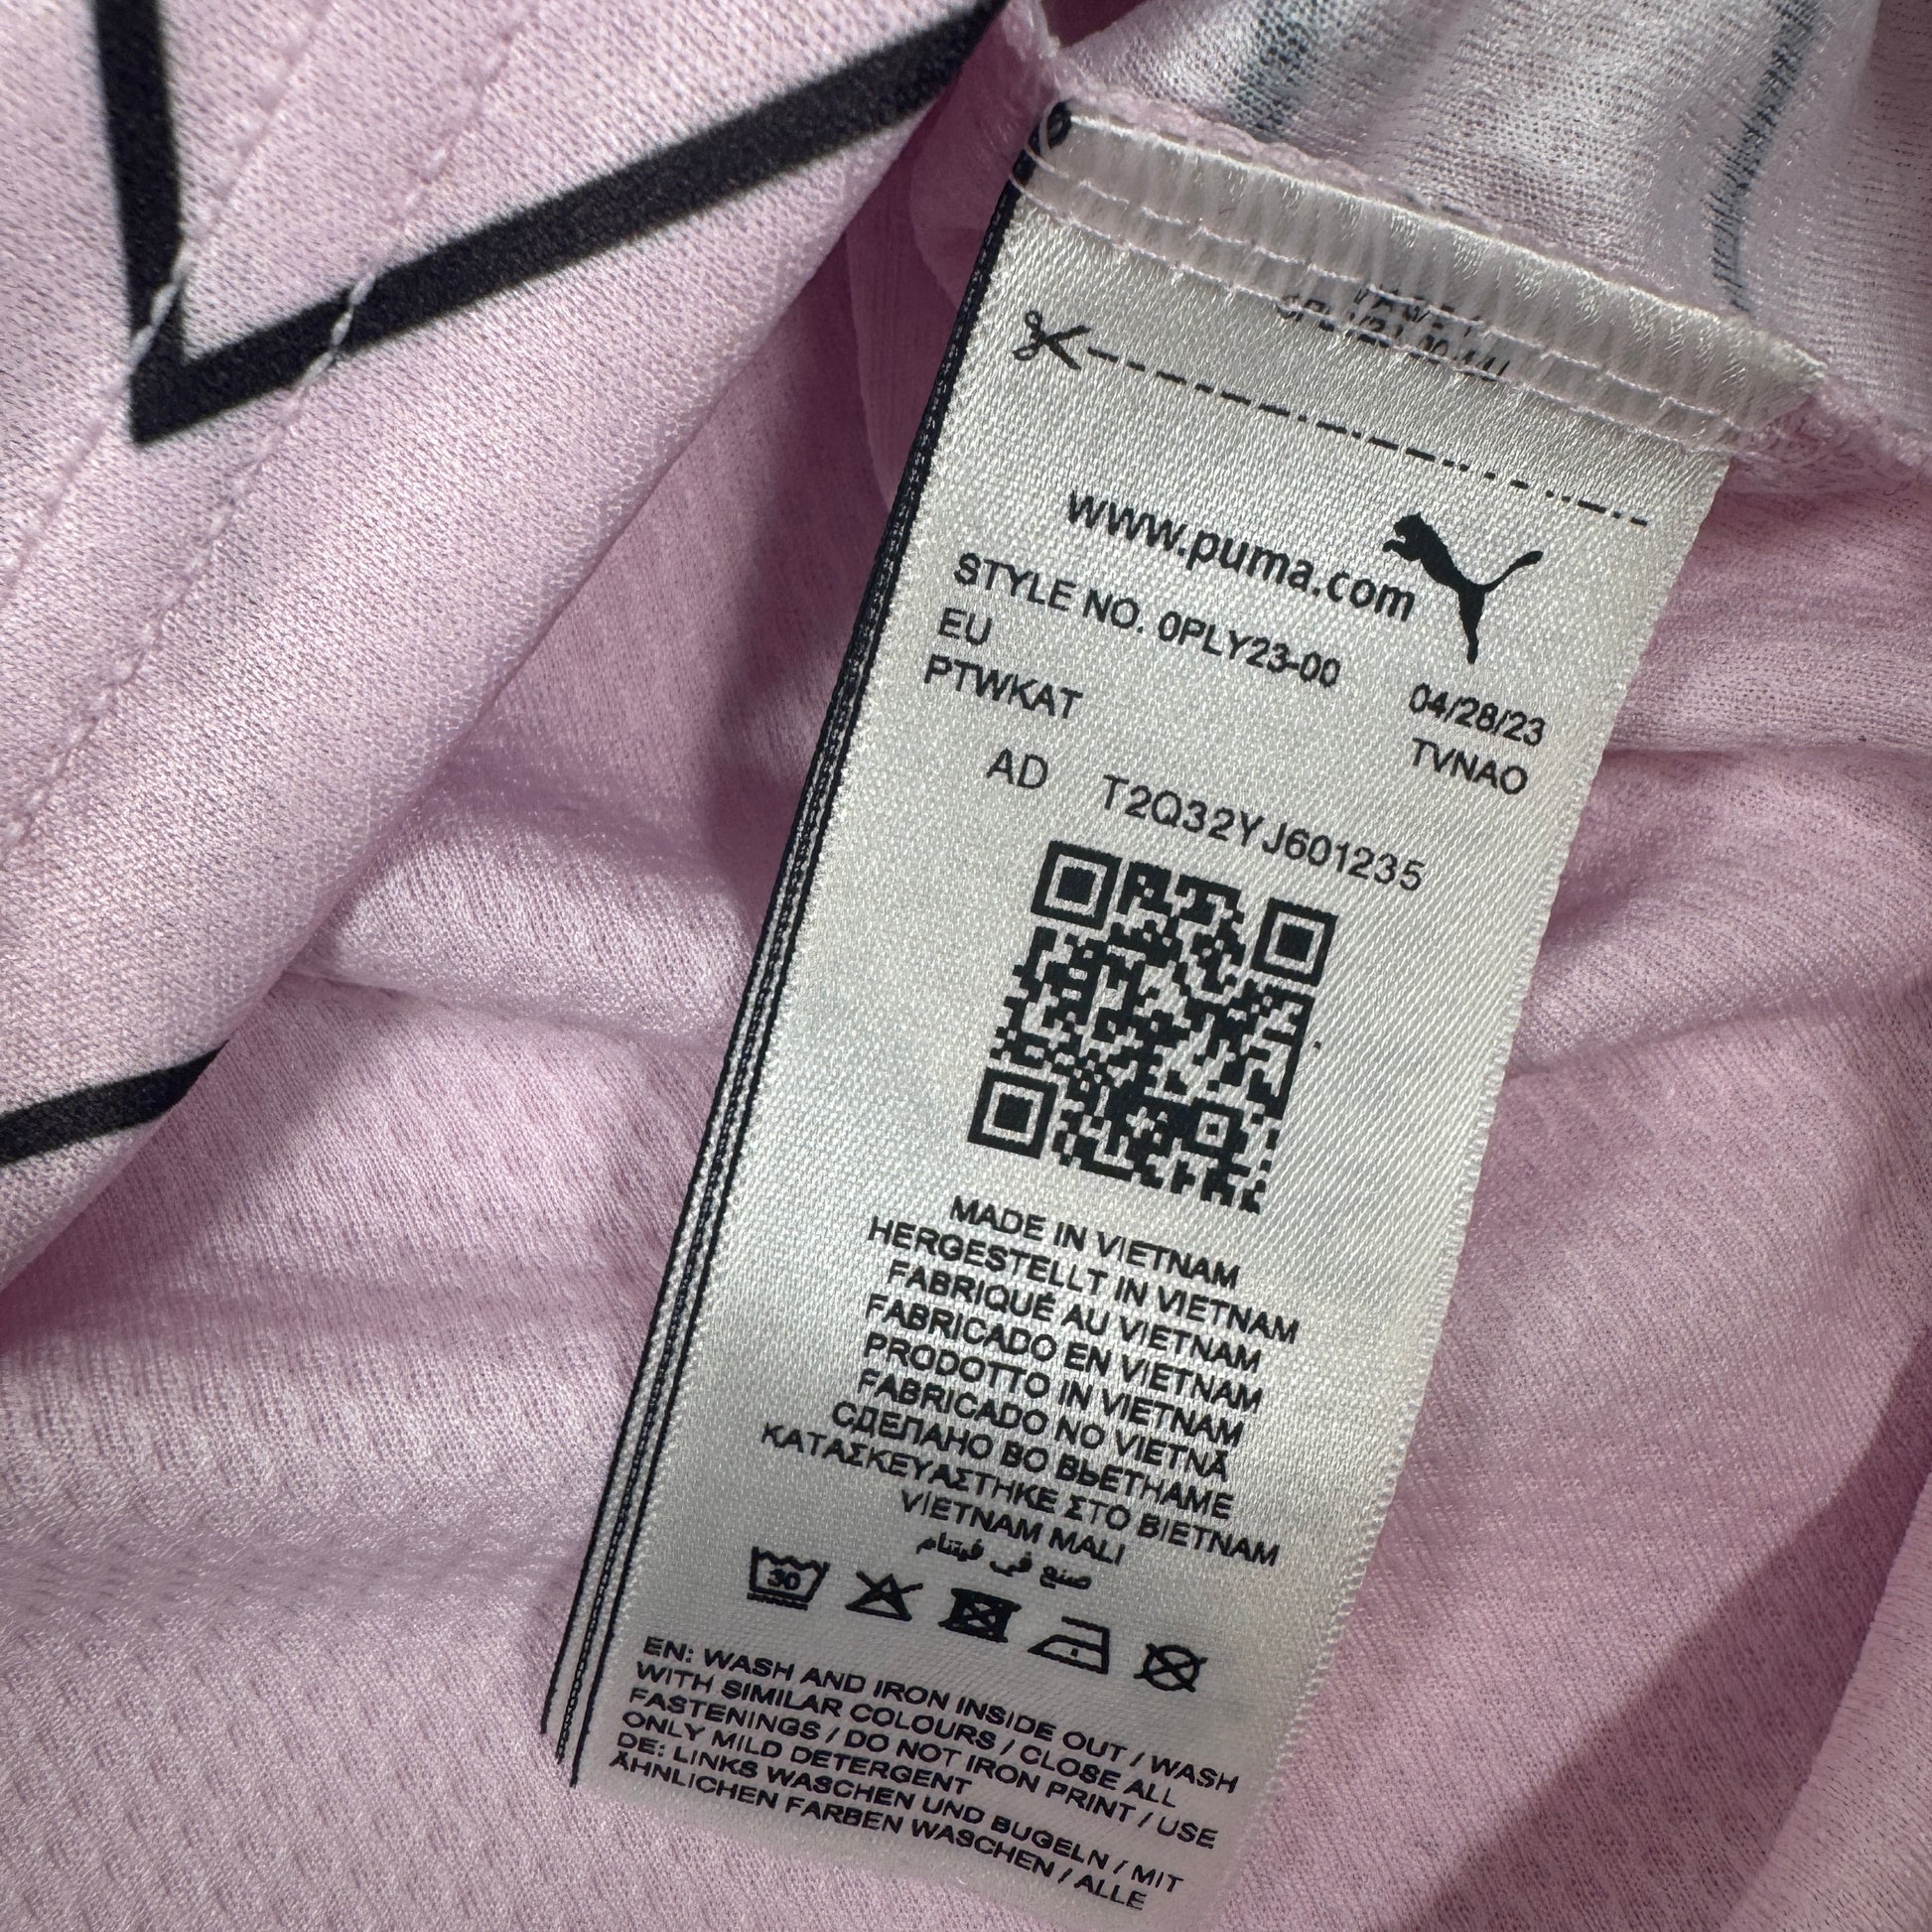 www.puma.com
STYLE NO. 0PLY23-00
EU 04/28/23
PTWKAT TVNAO
AD T2Q32YJ601235
MADE IN VIETNAM
HERGESTELLT IN VIETNAM
FABRIQUÉ AU VIETNAM
FABRICADO EN VIETNAM
PRODOTTO IN VIETNAM
FABRICADO NO VIETNÃ
СДЕЛАНО ВО ВЬЕТНАМЕ
ΚΑΤΑΣΚΕΥΑΣΤΗΚΕ ΣΤΟ ΒΙΕΤΝΑΜ
VIETNAM MALI
صنع في فيتنام
30
EN: WASH AND IRON INSIDE OUT / WASH
WITH SIMILAR COLOURS / CLOSE ALL
FASTENINGS / DO NOT IRON PRINT / USE
ONLY MILD DETERGENT
DE: LINKS WASCHEN UND BÜGELN / MIT
ÄHNLICHEN FARBEN WASCHEN / ALLE